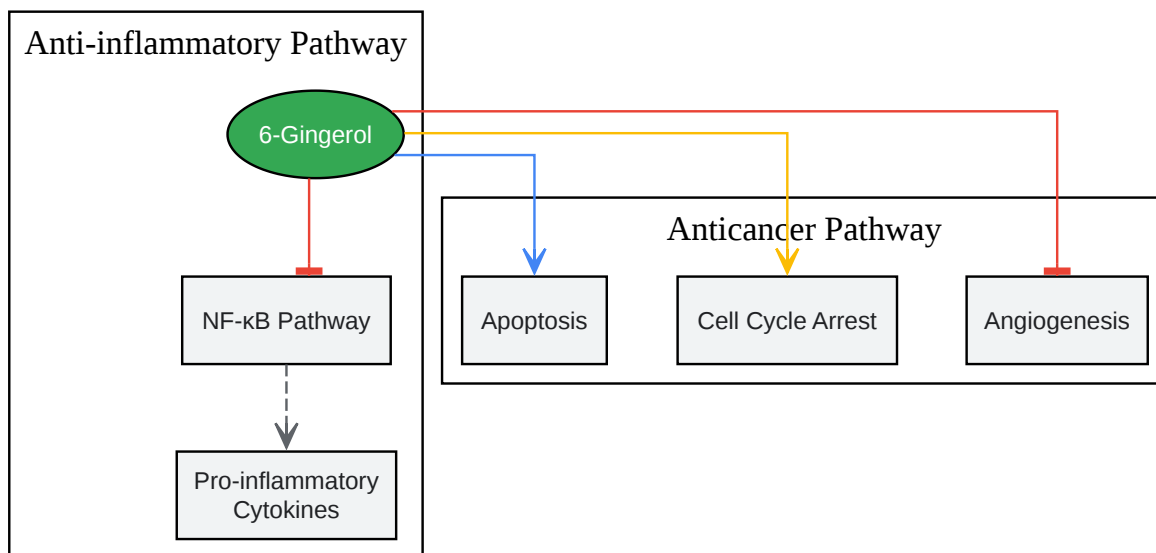 Anti-inflammatory Pathway
6-Gingerol
Anticancer Pathway
NF-κB Pathway
Apoptosis
Cell Cycle Arrest
Angiogenesis
Pro-inflammatory
Cytokines